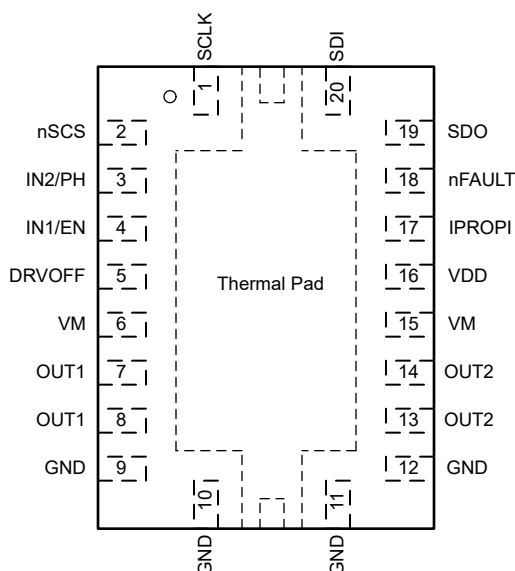 SCLK
SDI
1
20
nSCS 2
19 SDO
IN2/PH 3
18 nFAULT
IN1/EN 4
17 IPROPI
DRVOFF 5
Thermal Pad
16 VDD
VM 6
15 VM
OUT1 7
14 OUT2
OUT1 8
13 OUT2
GND 9
12 GND
10
11
GND
GND